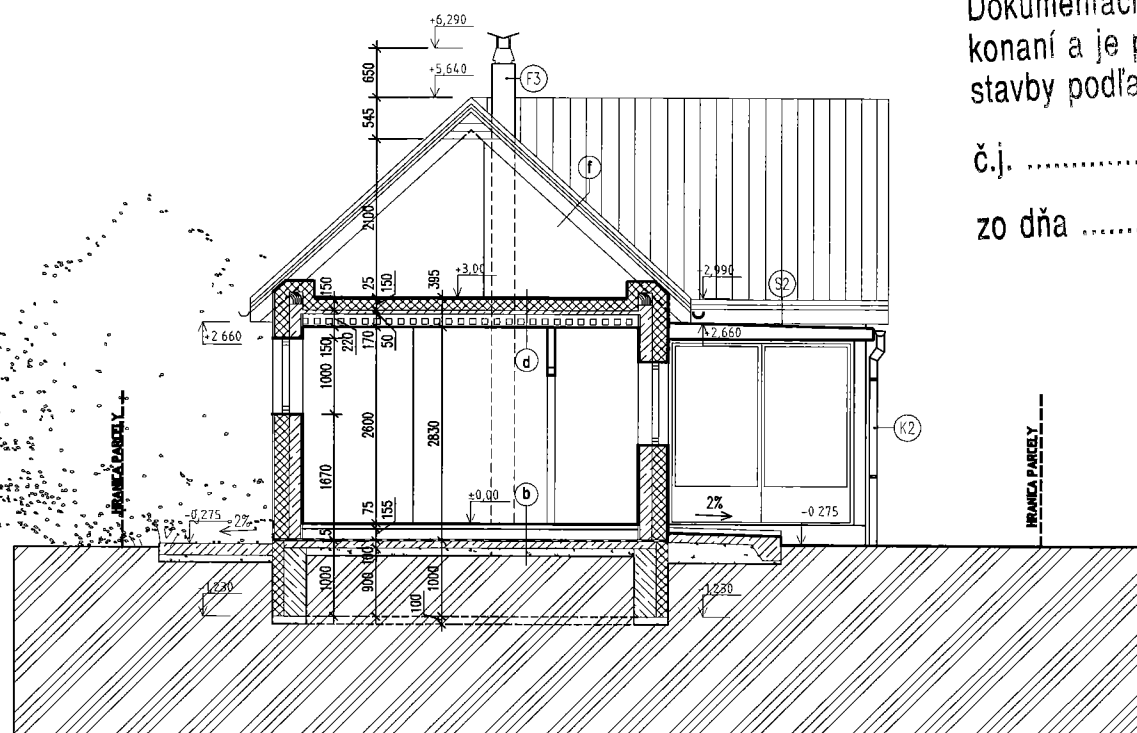 Dokumentáci
konaní a je p
stavby podľa
č.j. ............
zo dňa .......
+6,290
+5,640
F3
650
545
2100
f
150
25
150
395
+3,00
+2,990
S2
+2 660
+2,660
220
150
170
50
d
1000
2600
2830
1670
K2
HRANICA PARCELY
HRANICA PARCELY
75
155
±0,00
b
2%
2%
-0,275
-0 275
5
100
1000
900
1000
100
-1,230
-1,230